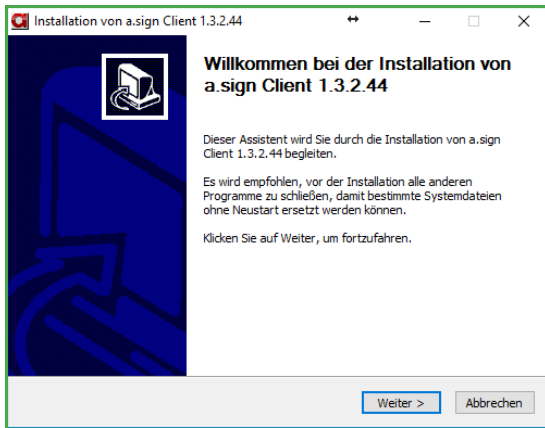 Installation von a.sign Client 1.3.2.44
Willkommen bei der Installation von
a.sign Client 1.3.2.44
Dieser Assistent wird Sie durch die Installation von a.sign
Client 1.3.2.44 begleiten.
Es wird empfohlen, vor der Installation alle anderen
Programme zu schließen, damit bestimmte Systemdateien
ohne Neustart ersetzt werden können.
Klicken Sie auf Weiter, um fortzufahren.
Weiter >
Abbrechen